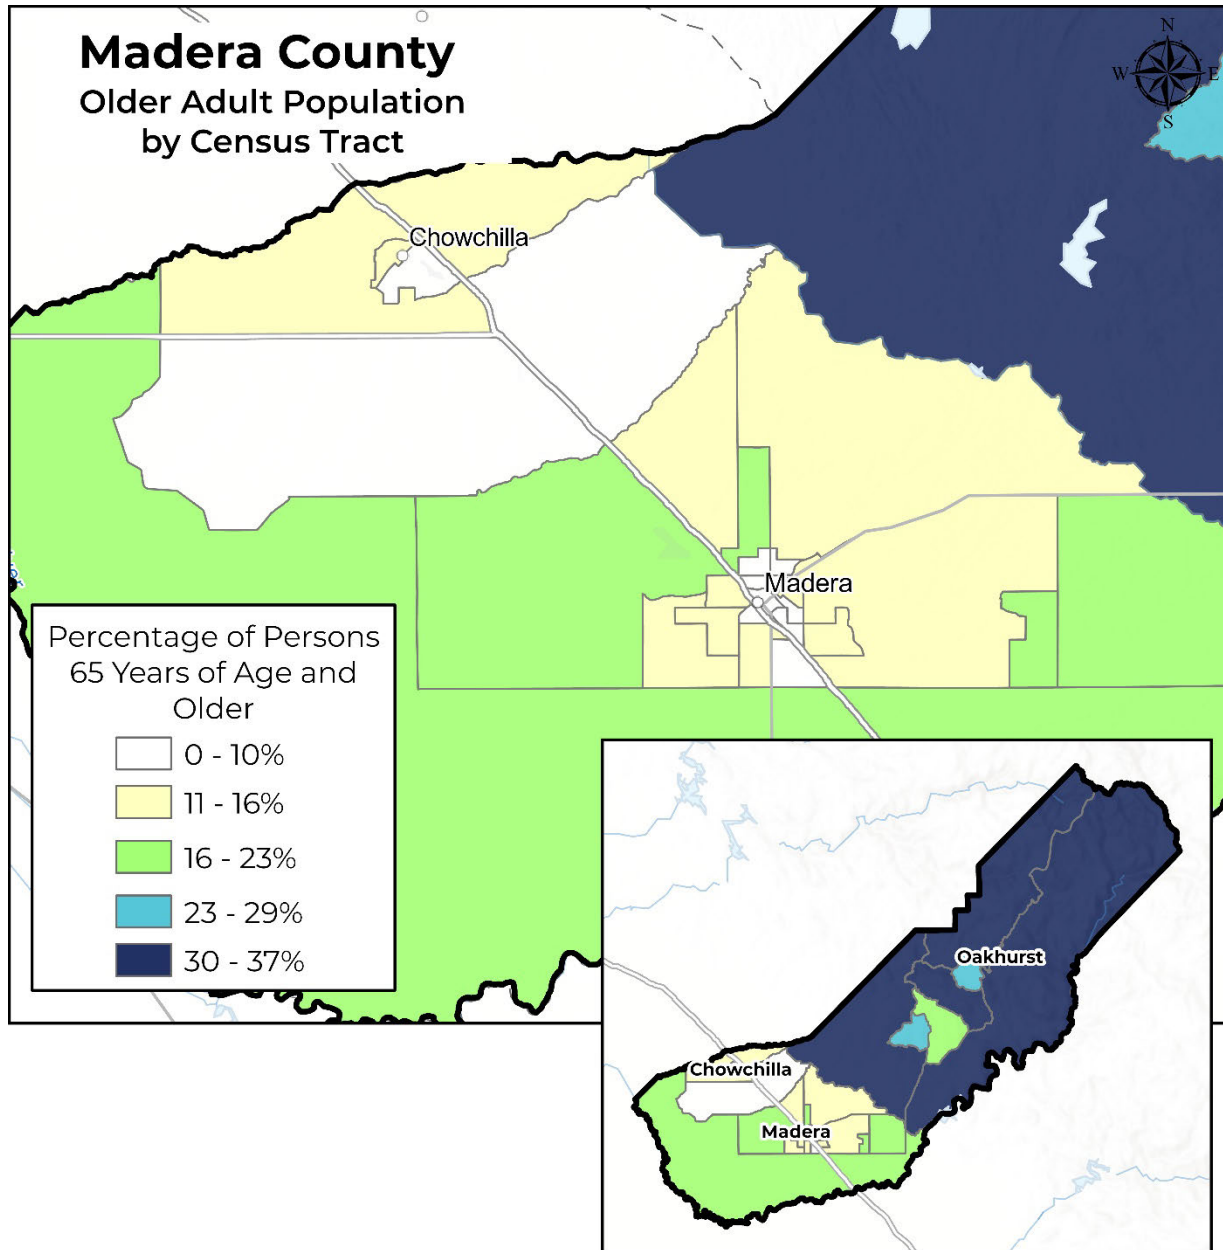 Madera County
Older Adult Population
by Census Tract
N
W
E
S
Chowchilla
Madera
Percentage of Persons
65 Years of Age and
Older
0 - 10%
11 - 16%
16 - 23%
23 - 29%
30 - 37%
Oakhurst
Chowchilla
Madera